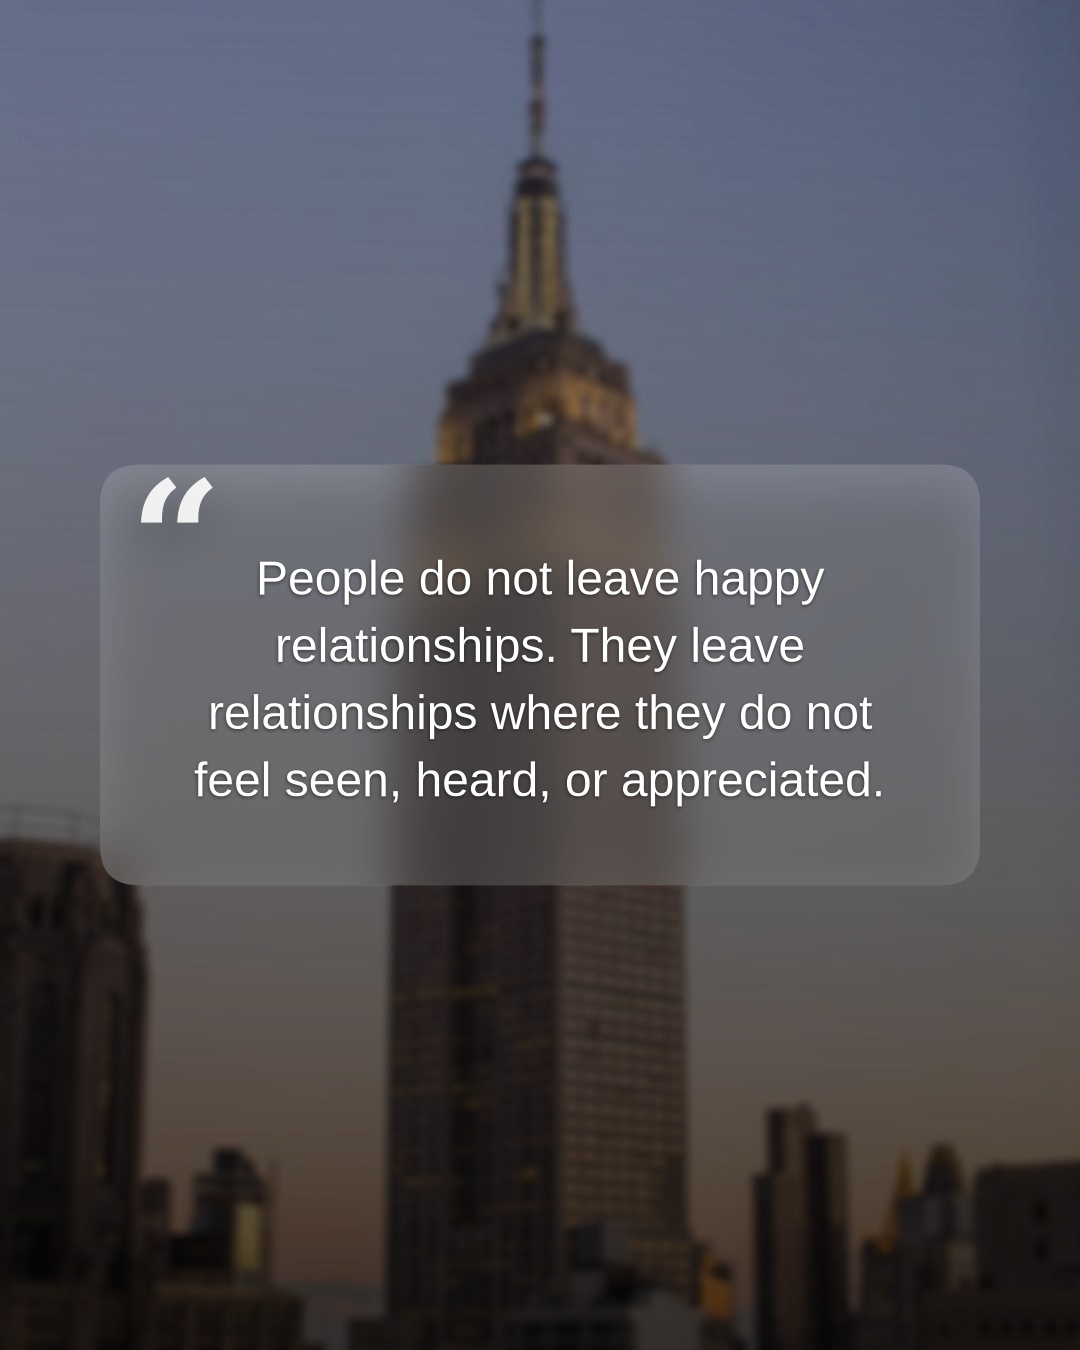 “
People do not leave happy
relationships. They leave
relationships where they do not
feel seen, heard, or appreciated.